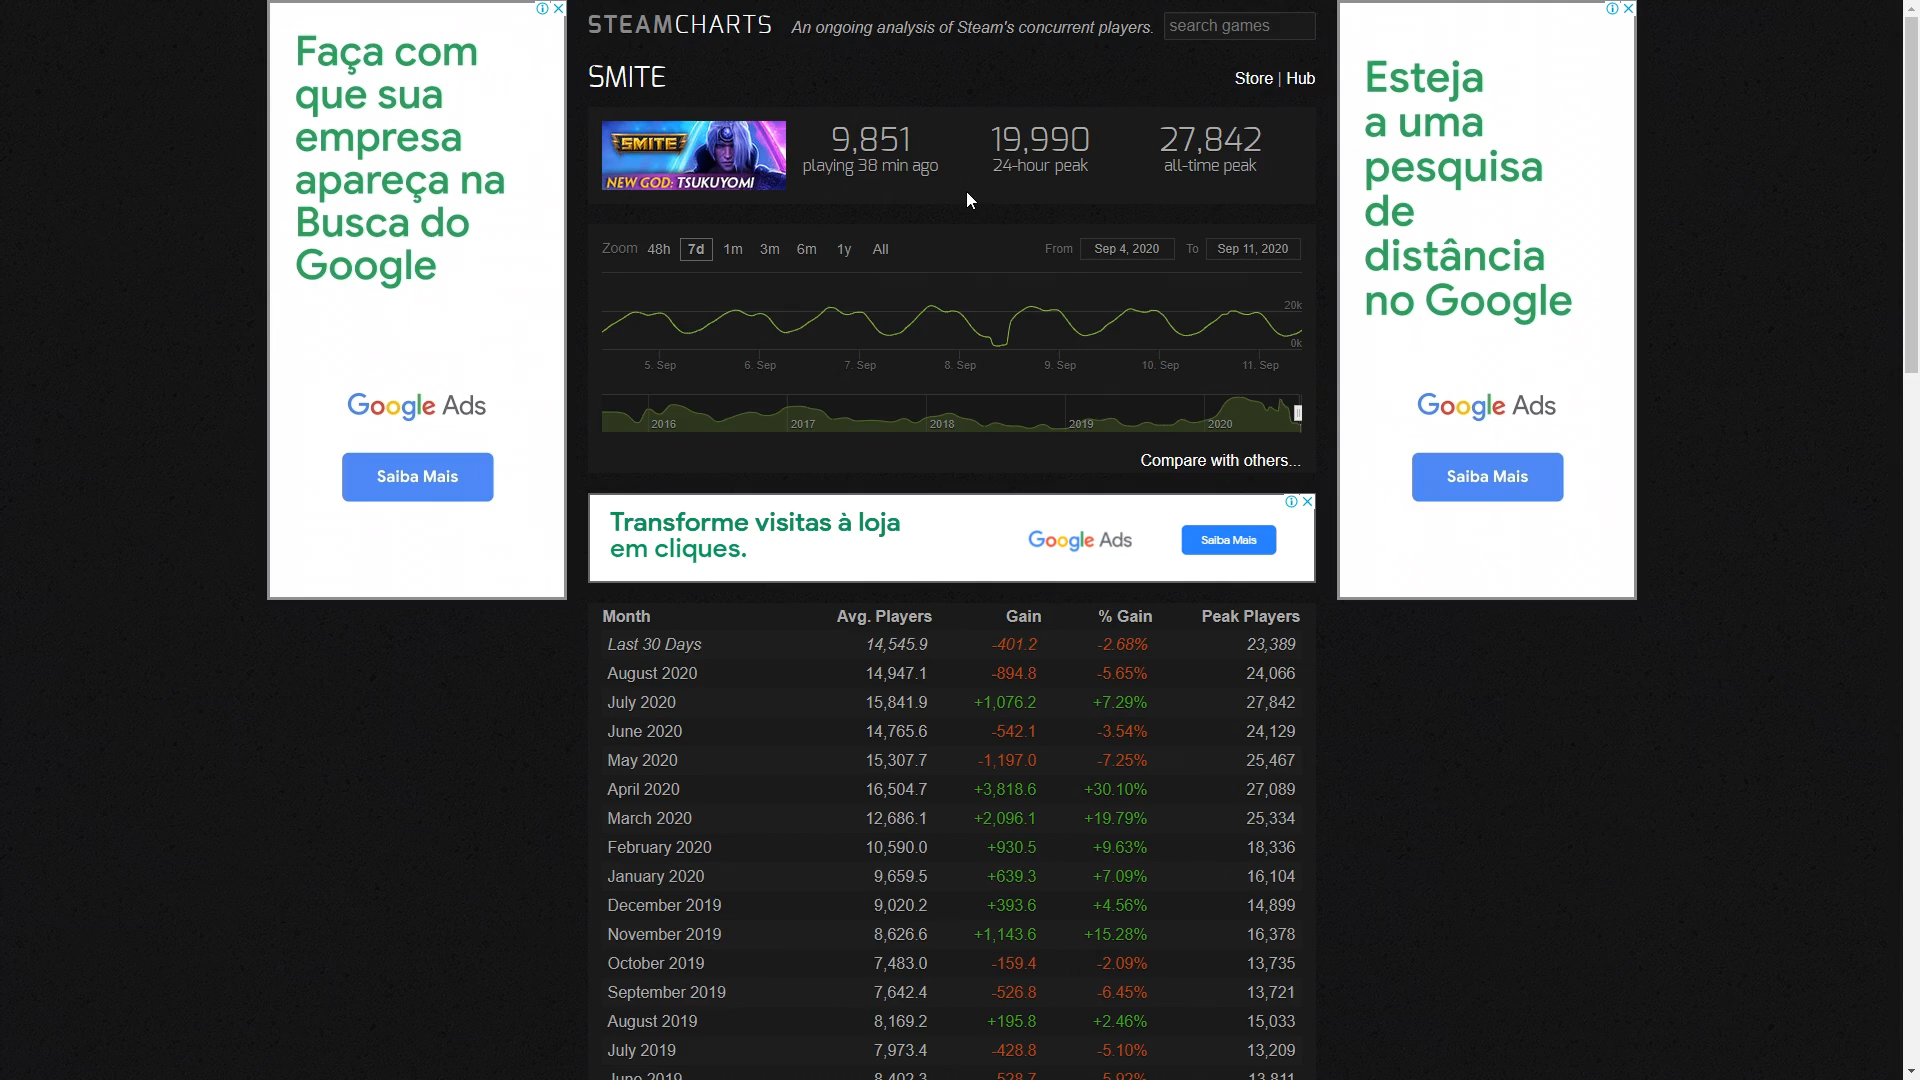 Faça com
que sua
empresa
apareça na
Busca do
Google
Google Ads
Saiba Mais
STEAMCHARTS An ongoing analysis of Steam's concurrent players. search games
SMITE Store | Hub
SMITE
NEW GOD: TSUKUYOMI
9,851 19,990 27,842
playing 38 min ago 24-hour peak all-time peak
Zoom 48h 7d 1m 3m 6m 1y All From Sep 4, 2020 To Sep 11, 2020
20k
0k
5. Sep 6. Sep 7. Sep 8. Sep 9. Sep 10. Sep 11. Sep
2016 2017 2018 2019 2020
Compare with others...
Transforme visitas à loja
em cliques.
Google Ads
Saiba Mais
Month Avg. Players Gain % Gain Peak Players
Last 30 Days 14,545.9 -401.2 -2.68% 23,389
August 2020 14,947.1 -894.8 -5.65% 24,066
July 2020 15,841.9 +1,076.2 +7.29% 27,842
June 2020 14,765.6 -542.1 -3.54% 24,129
May 2020 15,307.7 -1,197.0 -7.25% 25,467
April 2020 16,504.7 +3,818.6 +30.10% 27,089
March 2020 12,686.1 +2,096.1 +19.79% 25,334
February 2020 10,590.0 +930.5 +9.63% 18,336
January 2020 9,659.5 +639.3 +7.09% 16,104
December 2019 9,020.2 +393.6 +4.56% 14,899
November 2019 8,626.6 +1,143.6 +15.28% 16,378
October 2019 7,483.0 -159.4 -2.09% 13,735
September 2019 7,642.4 -526.8 -6.45% 13,721
August 2019 8,169.2 +195.8 +2.46% 15,033
July 2019 7,973.4 -428.8 -5.10% 13,209
June 2019 8,402.3 -528.7 -5.92% 13,811
Esteja
a uma
pesquisa
de
distância
no Google
Google Ads
Saiba Mais